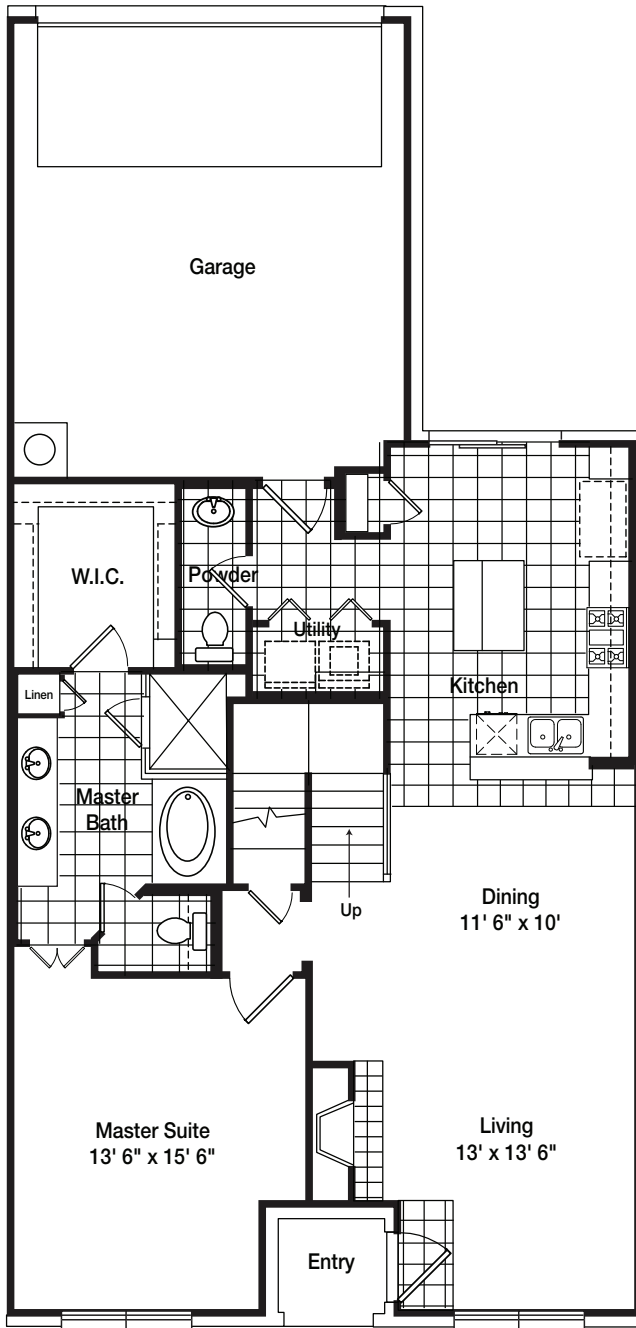 Garage
W.I.C.
Powder
Utility
Kitchen
Linen
Master
Bath
Up
Dining
11' 6" x 10'
Master Suite
13' 6" x 15' 6"
Living
13' x 13' 6"
Entry